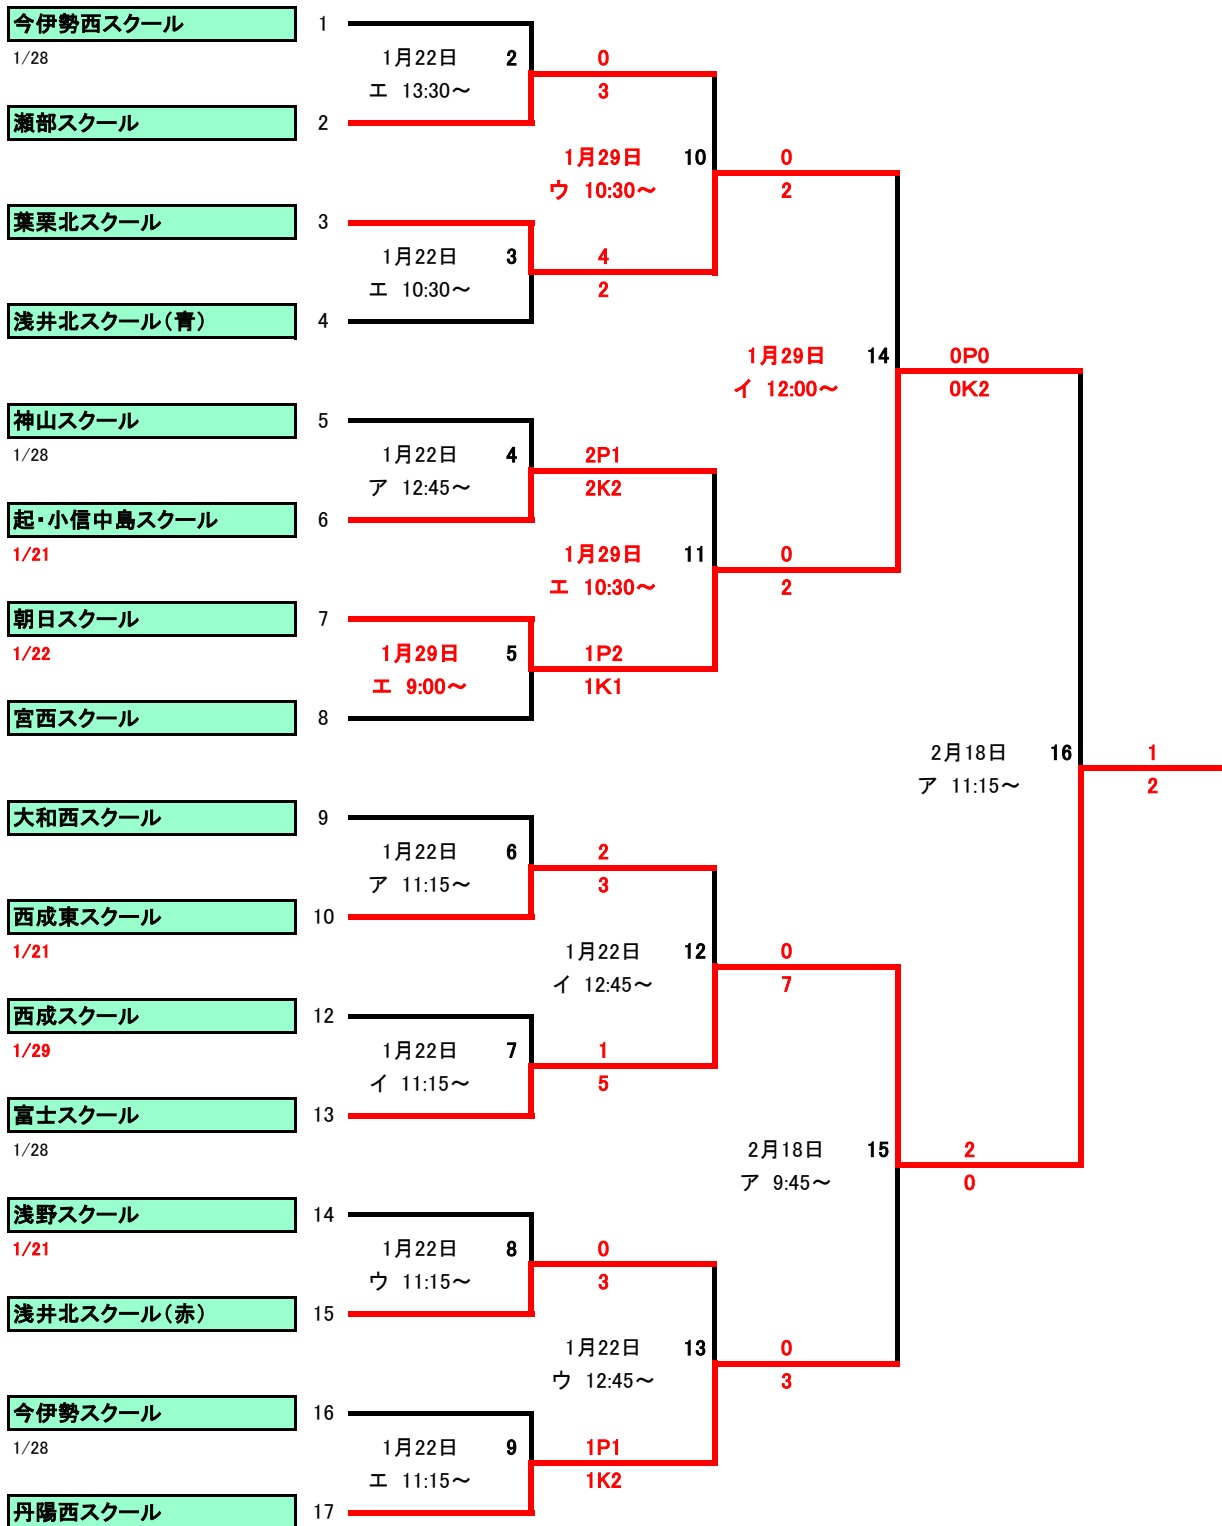 今伊勢西スクール 1
1/28 1月22日 2 0
エ 13:30～ 3
瀬部スクール 2
1月29日 10 0
ウ 10:30～ 2
葉栗北スクール 3
1月22日 3 4
エ 10:30～ 2
浅井北スクール（青） 4
1月29日 14 0P0
イ 12:00～ 0K2
神山スクール 5
1/28 1月22日 4 2P1
ア 12:45～ 2K2
起・小信中島スクール 6
1/21 1月29日 11 0
エ 10:30～ 2
朝日スクール 7
1/22 1月29日 5 1P2
エ 9:00～ 1K1
宮西スクール 8
2月18日 16 1
ア 11:15～ 2
大和西スクール 9
1月22日 6 2
ア 11:15～ 3
西成東スクール 10
1/21 1月22日 12 0
イ 12:45～ 7
西成スクール 12
1/29 1月22日 7 1
イ 11:15～ 5
富士スクール 13
1/28 2月18日 15 2
ア 9:45～ 0
浅野スクール 14
1/21 1月22日 8 0
ウ 11:15～ 3
浅井北スクール（赤） 15
1月22日 13 0
ウ 12:45～ 3
今伊勢スクール 16
1/28 1月22日 9 1P1
エ 11:15～ 1K2
丹陽西スクール 17